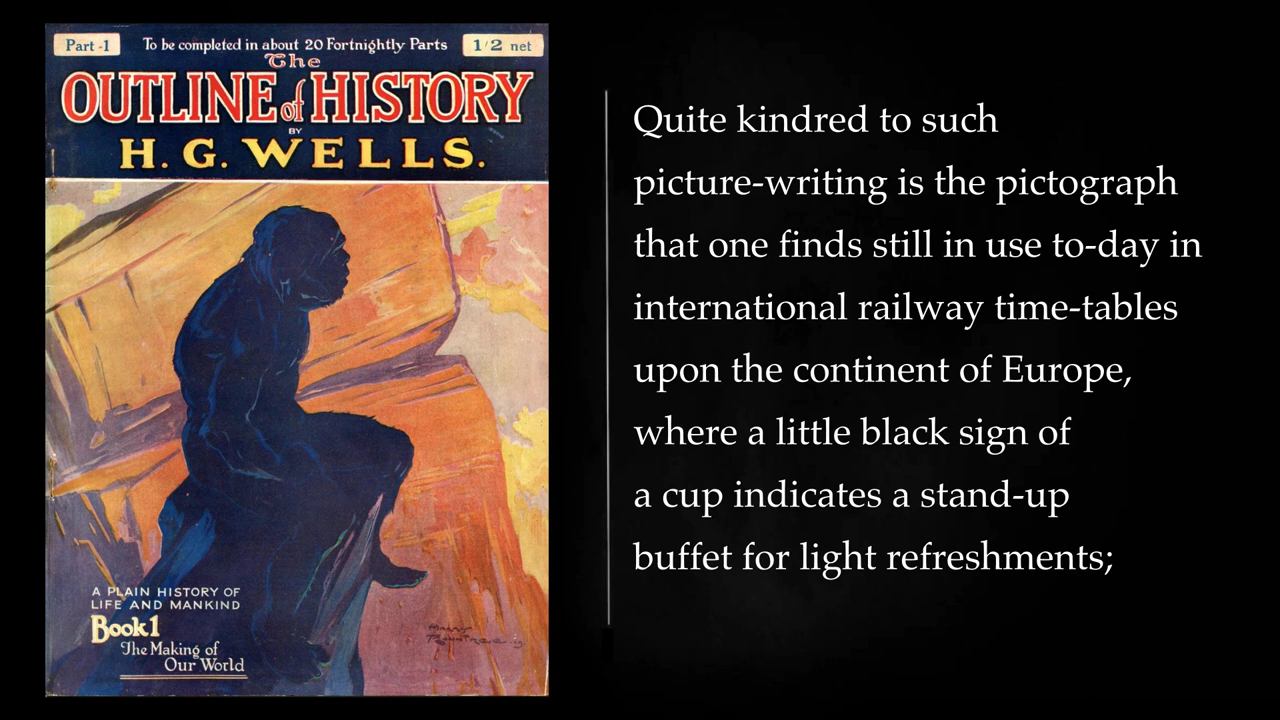 Part -1
To be completed in about 20 Fortnightly Parts
1/2 net
The
OUTLINE of HISTORY
BY
H. G. WELLS.
A PLAIN HISTORY OF
LIFE AND MANKIND
Book 1
The Making of
Our World
Quite kindred to such
picture-writing is the pictograph
that one finds still in use to-day in
international railway time-tables
upon the continent of Europe,
where a little black sign of
a cup indicates a stand-up
buffet for light refreshments;